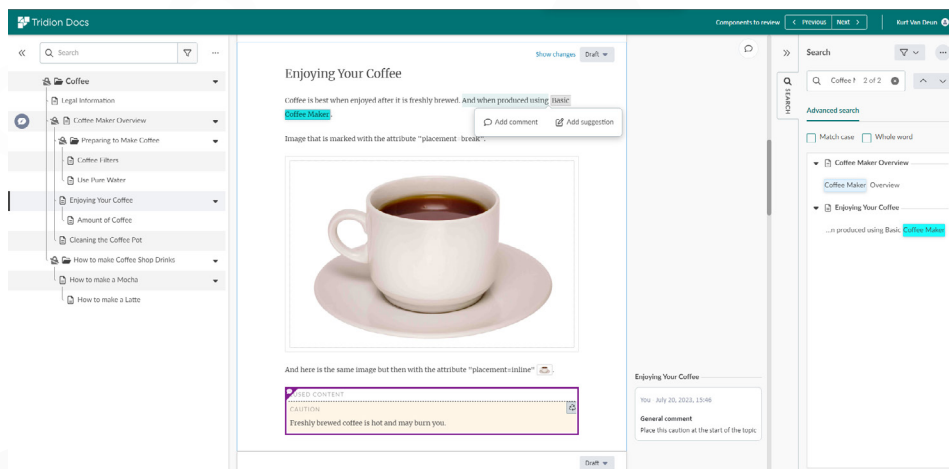 Tridion Docs
Components to review
Previous
Next
Kurt Van Deun
Search
Coffee
Legal Information
Coffee Maker Overview
Preparing to Make Coffee
Coffee Filters
Use Pure Water
Enjoying Your Coffee
Amount of Coffee
Cleaning the Coffee Pot
How to make Coffee Shop Drinks
How to make a Mocha
How to make a Latte
Show changes
Draft
Enjoying Your Coffee
Coffee is best when enjoyed after it is freshly brewed. And when produced using Basic
Coffee Maker.
Add comment
Add suggestion
Image that is marked with the attribute "placement=break".
And here is the same image but then with the attribute "placement=inline"
USED CONTENT
CAUTION
Freshly brewed coffee is hot and may burn you.
Draft
Enjoying Your Coffee
You · July 20, 2023, 15:46
General comment
Place this caution at the start of the topic
SEARCH
Search
2 of 2
Advanced search
Match case
Whole word
Coffee Maker Overview
Coffee Maker Overview
Enjoying Your Coffee
...n produced using Basic Coffee Maker